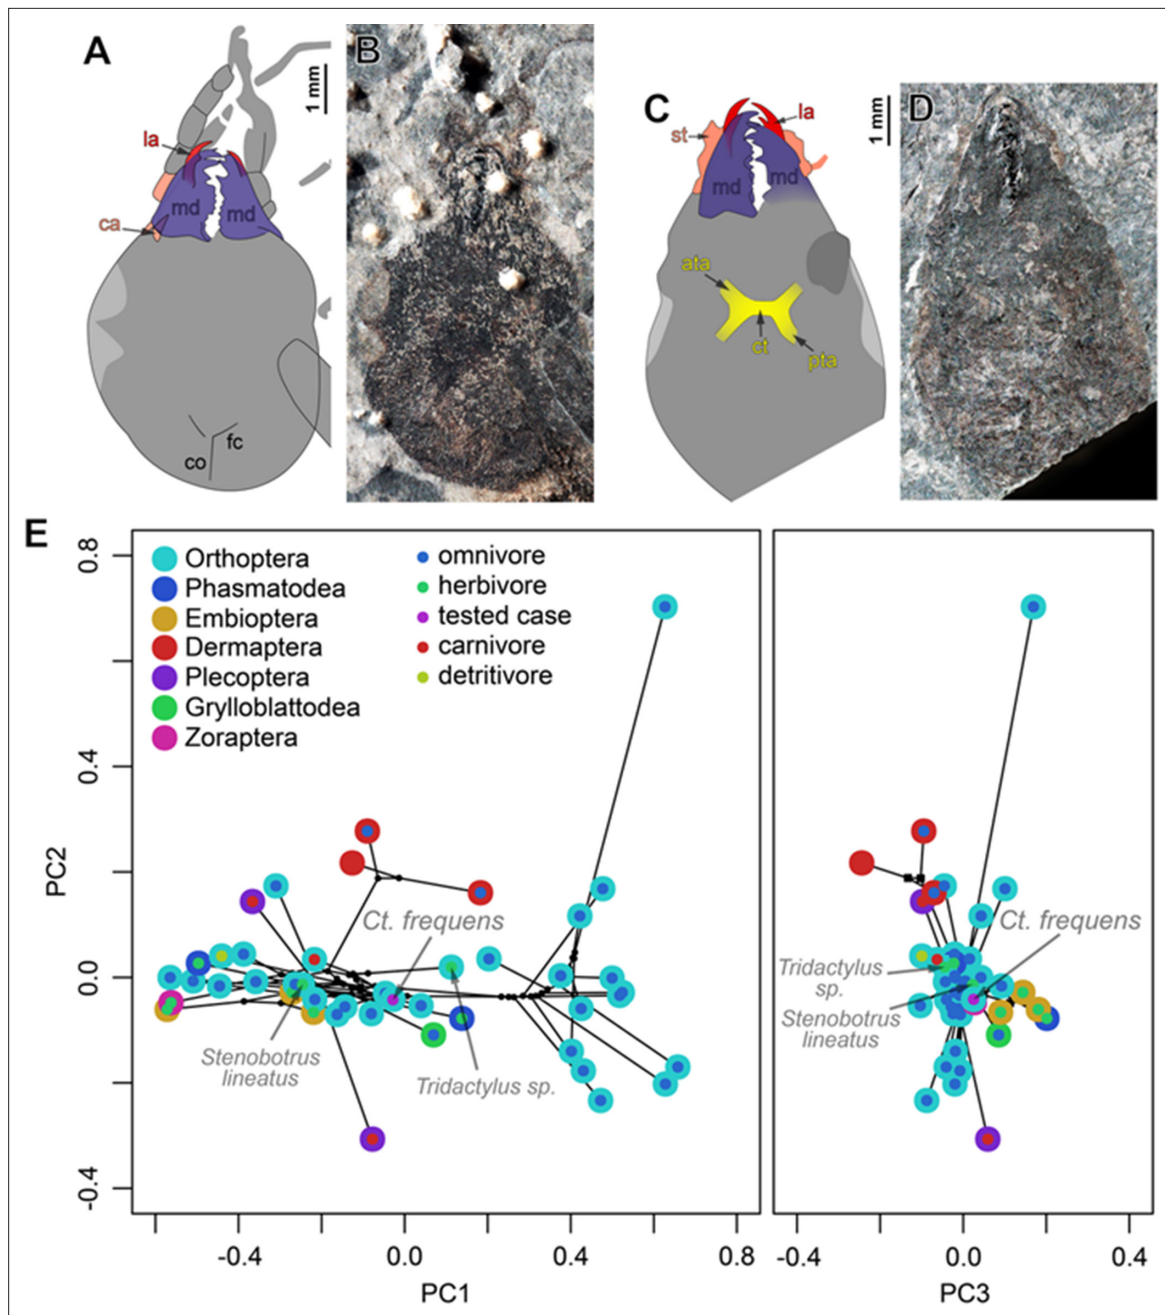 A
B
C
D
1 mm
la
md
md
ca
co
fc
st
la
1 mm
md
md
ata
ct
pta
E
Orthoptera
Phasmatodea
Embioptera
Dermaptera
Plecoptera
Grylloblattodea
Zoraptera
omnivore
herbivore
tested case
carnivore
detritivore
Ct. frequens
Stenobotrus
lineatus
Tridactylus sp.
Ct. frequens
Tridactylus
sp.
Stenobotrus
lineatus
PC2
0.8
0.4
0.0
-0.4
-0.4
0.0
0.4
0.8
PC1
-0.4
0.0
0.4
PC3